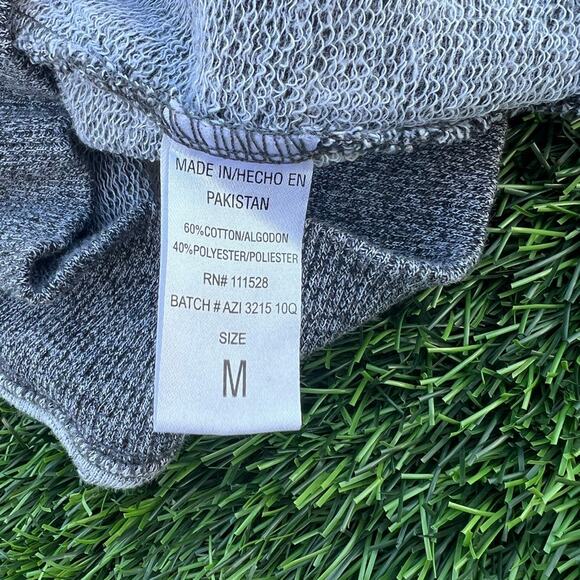 MADE IN/HECHO EN
PAKISTAN
60%COTTON/ALGODON
40%POLYESTER/POLIESTER
RN# 111528
BATCH # AZI 3215 10Q
SIZE
M